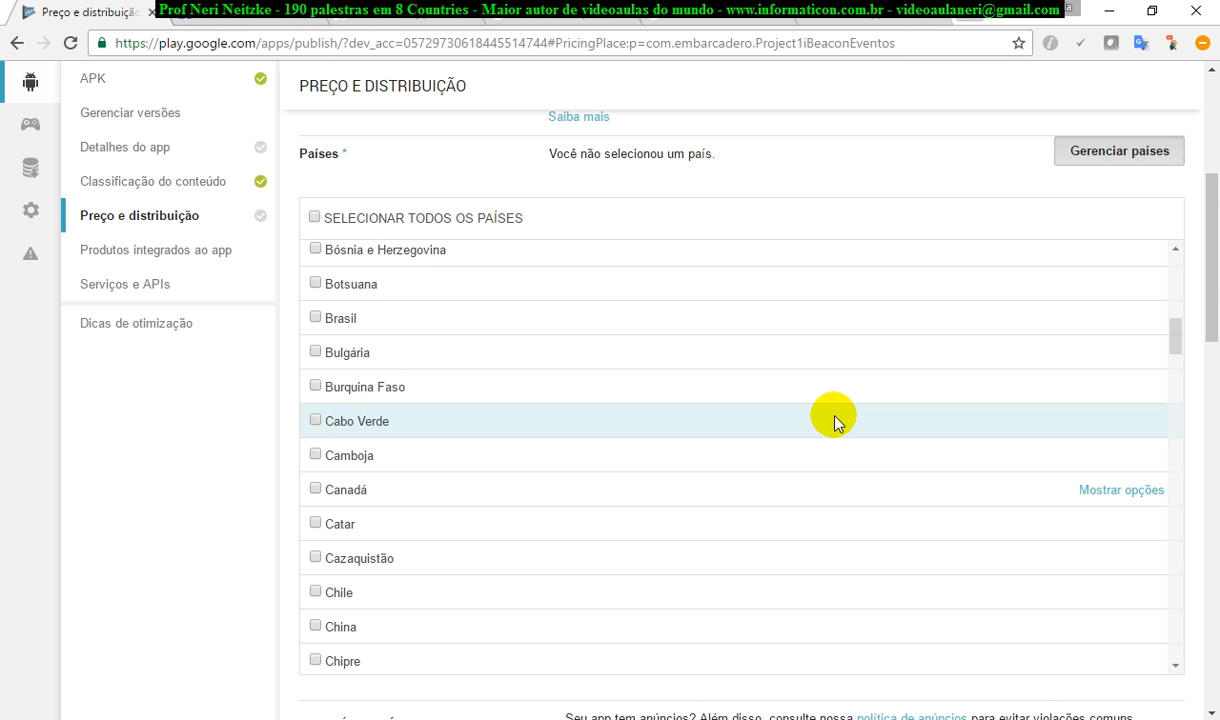 Preço e distribuiçã
Prof Neri Neitzke - 190 palestras em 8 Countries - Maior autor de videoaulas do mundo - www.informaticon.com.br - videoaulaneri@gmail.com
https://play.google.com/apps/publish/?dev_acc=05729730618445514744#PricingPlace:p=com.embarcadero.Project1iBeaconEventos
APK
Gerenciar versões
Detalhes do app
Classificação do conteúdo
Preço e distribuição
Produtos integrados ao app
Serviços e APIs
Dicas de otimização
PREÇO E DISTRIBUIÇÃO
Saiba mais
Países *
Você não selecionou um país.
Gerenciar países
SELECIONAR TODOS OS PAÍSES
Bósnia e Herzegovina
Botsuana
Brasil
Bulgária
Burquina Faso
Cabo Verde
Camboja
Canadá
Mostrar opções
Catar
Cazaquistão
Chile
China
Chipre
Seu app tem anúncios? Além disso, consulte nossa política de anúncios para evitar violações comuns